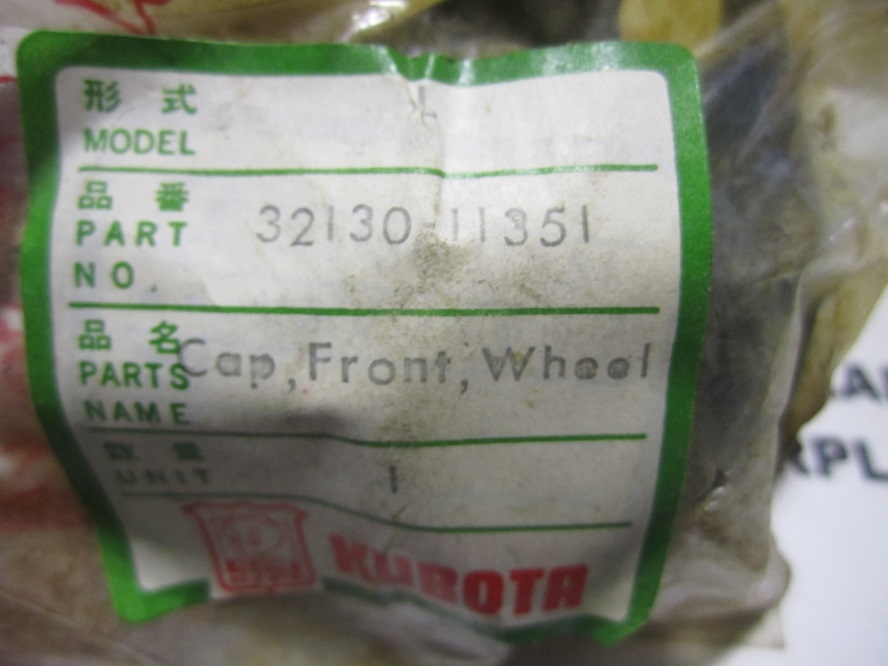 形 式
MODEL L
品 番
PART NO. 32130-11351
品 名
PARTS NAME Cap, Front, Wheel
数 量
UNIT 1
KUBOTA